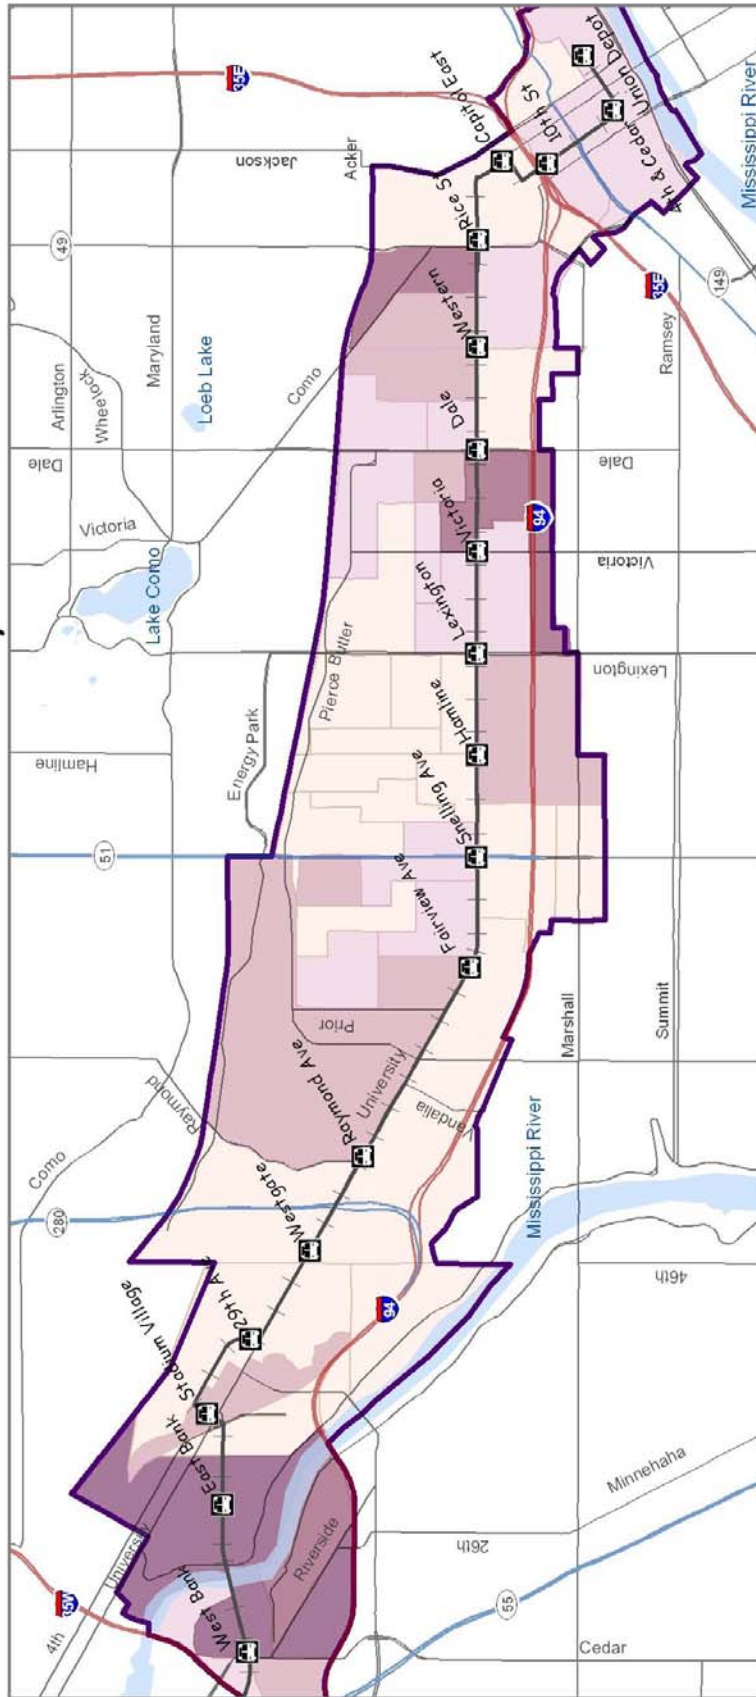 35E
Capitol East
10th St
Union Depot
4th & Cedar
Mississippi River
Jackson
Acker
Rice St
49
Western
35E
149
Arlington
Wheelock
Maryland
Loeb Lake
Como
Ramsey
Dale
Dale
Dale
Victoria
Victoria
94
Victoria
Lake Como
Lexington
Pierce Butler
Lexington
Hamline
Energy Park
Hamline
51
Snelling Ave
Fairview Ave
Prior
Marshall
Summit
Raymond
Raymond Ave
University
Vandalia
Como
280
Westgate
Mississippi River
46th
29th Ave
Stadium Village
94
East Bank
University
Riverside
Minnehaha
26th
35W
4th
West Bank
55
Cedar